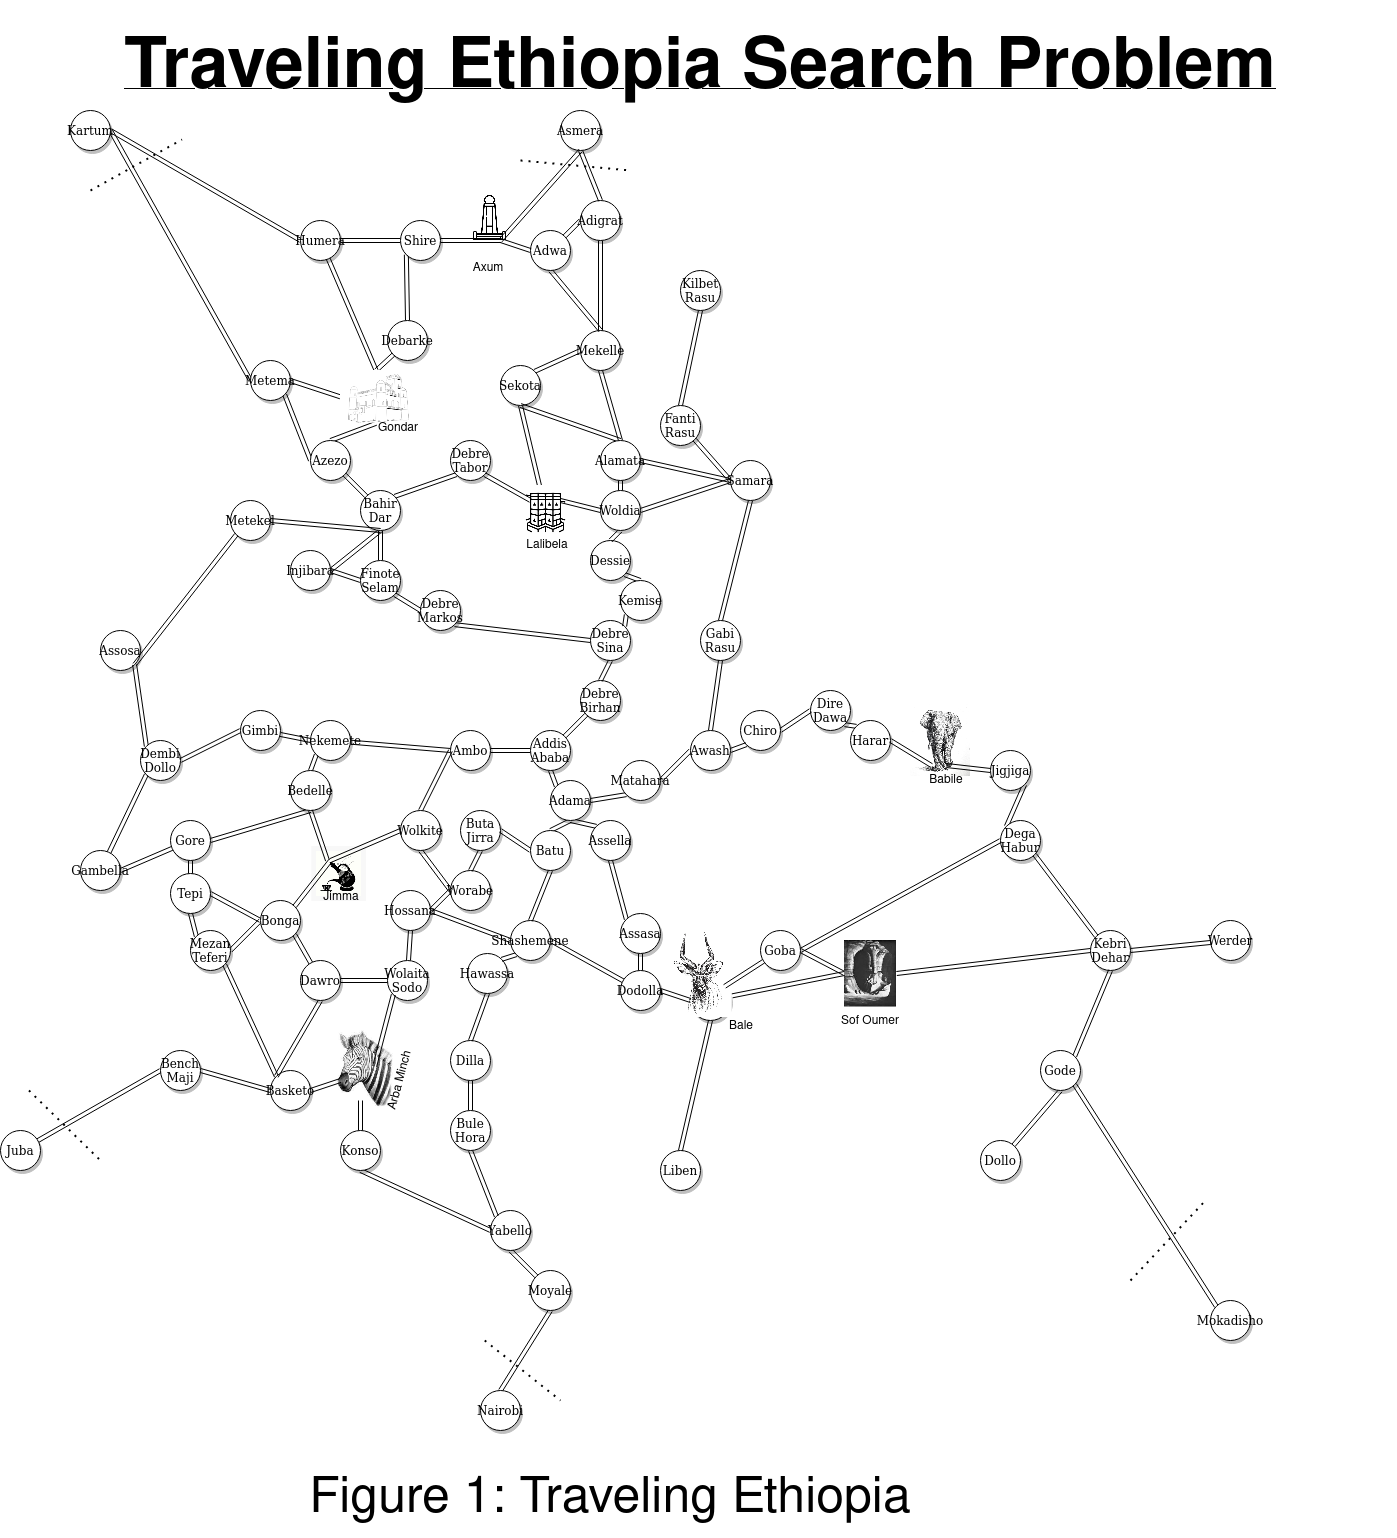 Traveling Ethiopia Search Problem
Kartum
Asmera
Adigrat
Humera
Shire
Adwa
Axum
Kilbet
Rasu
Debarke
Mekelle
Metema
Sekota
Gondar
Fanti
Rasu
Azezo
Debre
Tabor
Alamata
Samara
Bahir
Dar
Metekel
Woldia
Lalibela
Dessie
Injibara
Finote
Selam
Kemise
Debre
Markos
Debre
Sina
Gabi
Rasu
Assosa
Debre
Birhan
Dire
Dawa
Gimbi
Nekemete
Chiro
Harar
Dembi
Dollo
Ambo
Addis
Ababa
Awash
Babile
Jigjiga
Matahara
Bedelle
Adama
Gore
Wolkite
Buta
Jirra
Batu
Assella
Dega
Habur
Gambella
Tepi
Jimma
Worabe
Hossana
Bonga
Shashemene
Assasa
Mezan
Teferi
Goba
Kebri
Dehar
Werder
Dawro
Wolaita
Sodo
Hawassa
Dodolla
Bale
Sof Oumer
Bench
Maji
Basketo
Arba Minch
Dilla
Gode
Juba
Konso
Bule
Hora
Liben
Dollo
Yabello
Moyale
Mokadisho
Nairobi
Figure 1: Traveling Ethiopia